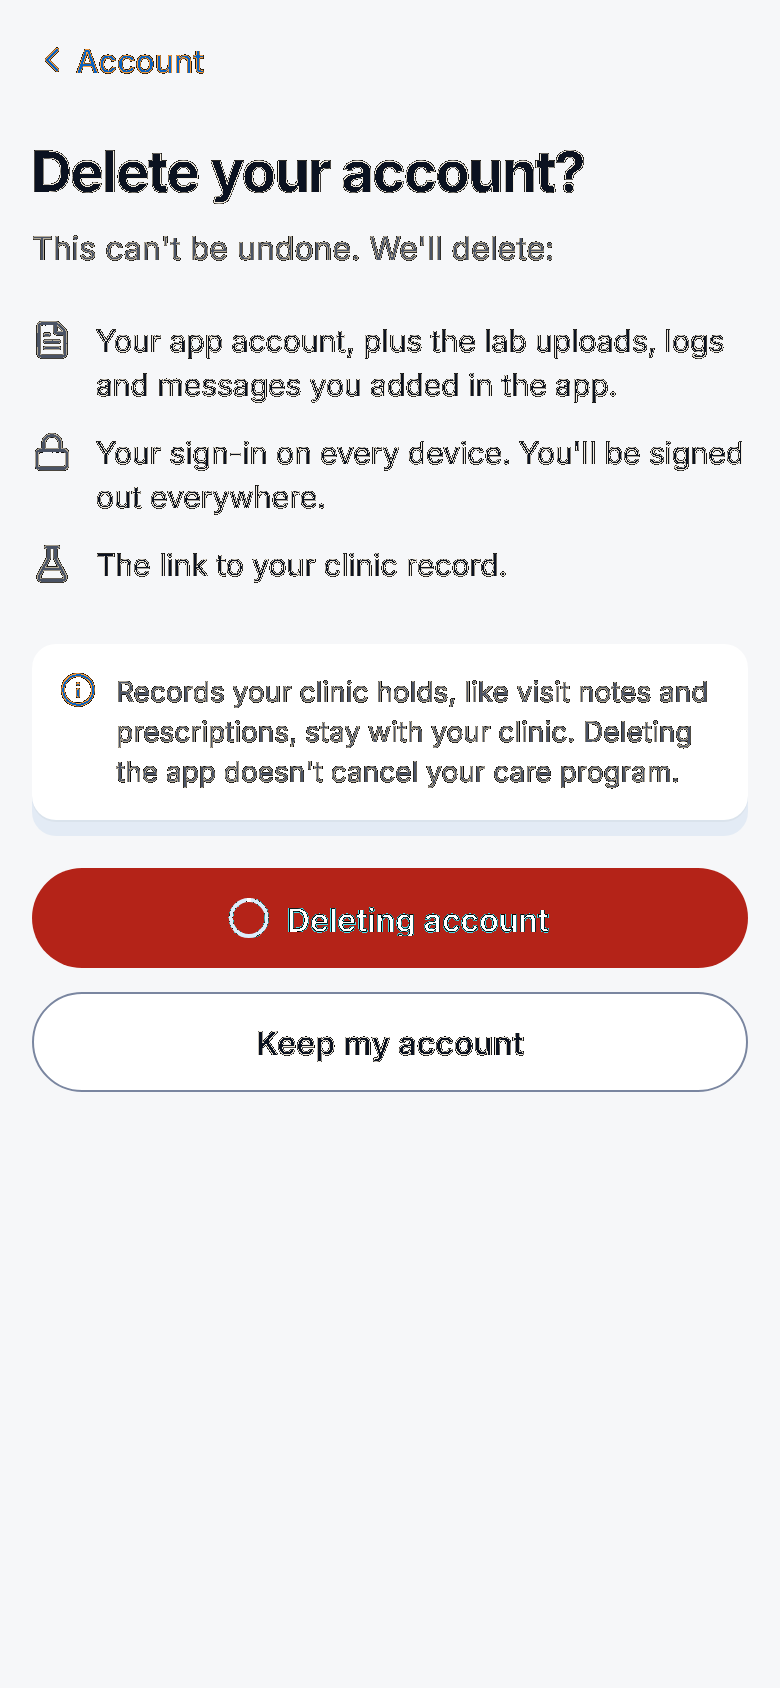 Account
Delete your account?
This can't be undone. We'll delete:
Your app account, plus the lab uploads, logs
and messages you added in the app.
Your sign-in on every device. You'll be signed
out everywhere.
The link to your clinic record.
Records your clinic holds, like visit notes and
prescriptions, stay with your clinic. Deleting
the app doesn't cancel your care program.
Deleting account
Keep my account